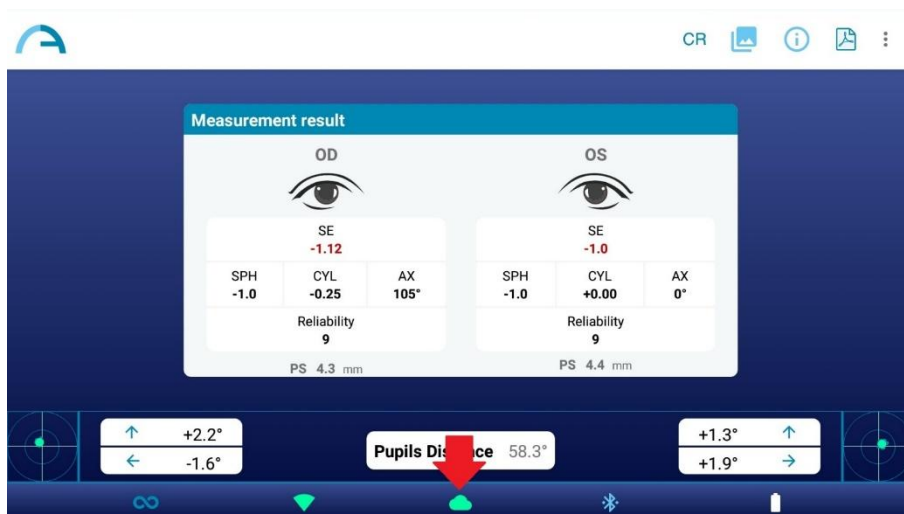 CR
Measurement result
OD OS
SE SE
-1.12 -1.0
SPH CYL AX SPH CYL AX
-1.0 -0.25 105° -1.0 +0.00 0°
Reliability Reliability
9 9
PS 4.3 mm PS 4.4 mm
+2.2° +1.3°
Pupils 58.3°
-1.6° +1.9°